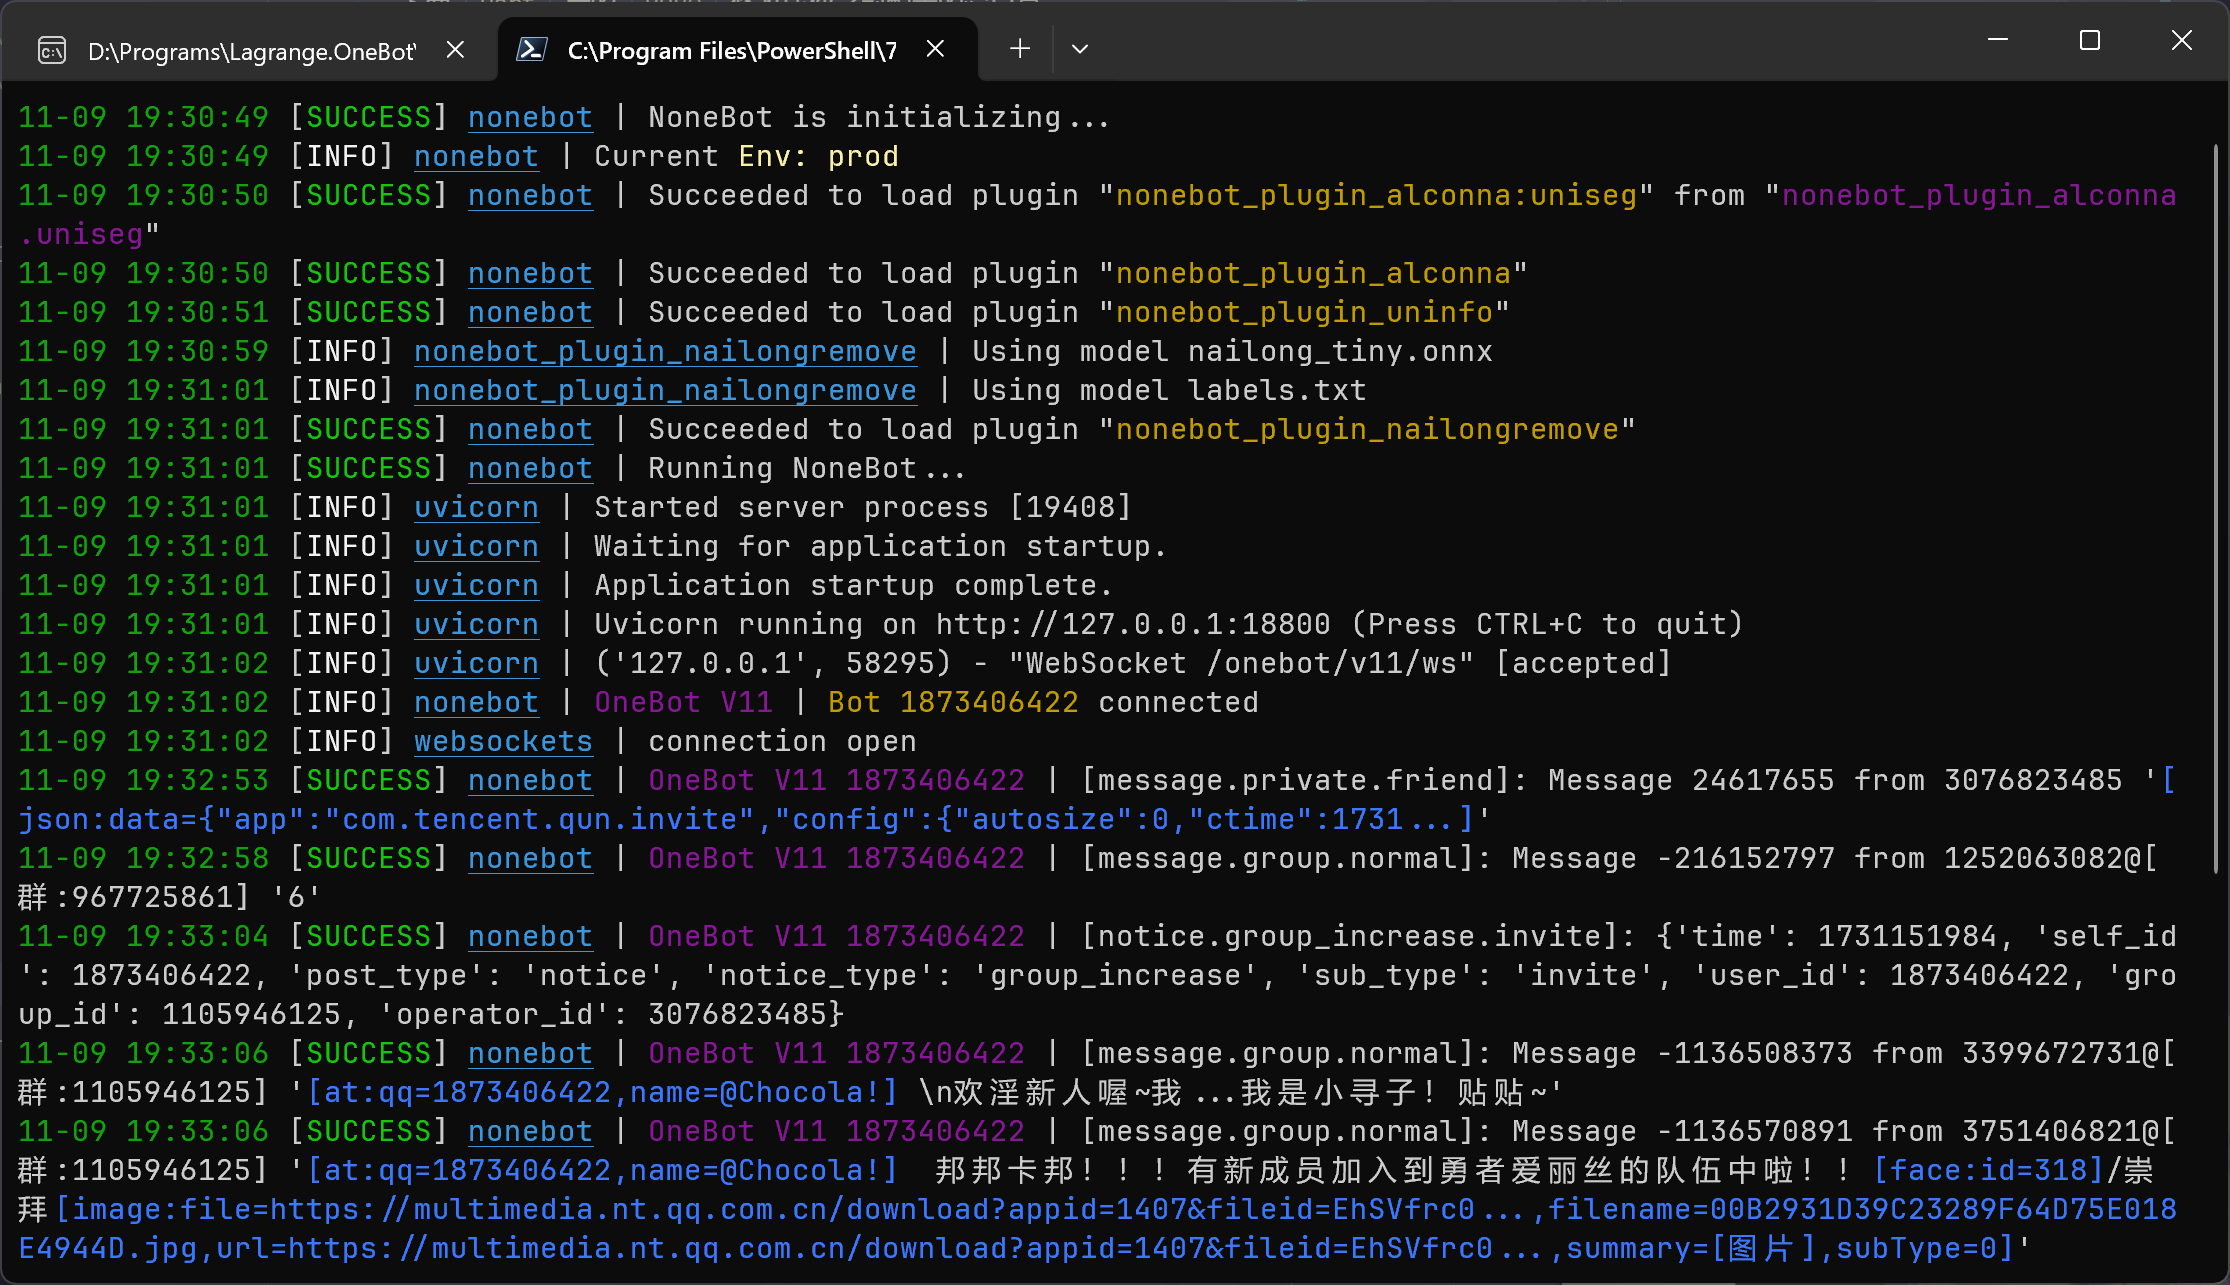 D:\Programs\Lagrange.OneBot\
C:\Program Files\PowerShell\7
11-09 19:30:49 [SUCCESS] nonebot | NoneBot is initializing...
11-09 19:30:49 [INFO] nonebot | Current Env: prod
11-09 19:30:50 [SUCCESS] nonebot | Succeeded to load plugin "nonebot_plugin_alconna:uniseg" from "nonebot_plugin_alconna
.uniseg"
11-09 19:30:50 [SUCCESS] nonebot | Succeeded to load plugin "nonebot_plugin_alconna"
11-09 19:30:51 [SUCCESS] nonebot | Succeeded to load plugin "nonebot_plugin_uninfo"
11-09 19:30:59 [INFO] nonebot_plugin_nailongremove | Using model nailong_tiny.onnx
11-09 19:31:01 [INFO] nonebot_plugin_nailongremove | Using model labels.txt
11-09 19:31:01 [SUCCESS] nonebot | Succeeded to load plugin "nonebot_plugin_nailongremove"
11-09 19:31:01 [SUCCESS] nonebot | Running NoneBot...
11-09 19:31:01 [INFO] uvicorn | Started server process [19408]
11-09 19:31:01 [INFO] uvicorn | Waiting for application startup.
11-09 19:31:01 [INFO] uvicorn | Application startup complete.
11-09 19:31:01 [INFO] uvicorn | Uvicorn running on http://127.0.0.1:18800 (Press CTRL+C to quit)
11-09 19:31:02 [INFO] uvicorn | ('127.0.0.1', 58295) - "WebSocket /onebot/v11/ws" [accepted]
11-09 19:31:02 [INFO] nonebot | OneBot V11 | Bot 1873406422 connected
11-09 19:31:02 [INFO] websockets | connection open
11-09 19:32:53 [SUCCESS] nonebot | OneBot V11 1873406422 | [message.private.friend]: Message 24617655 from 3076823485 '[
json:data={"app":"com.tencent.qun.invite","config":{"autosize":0,"ctime":1731...]'
11-09 19:32:58 [SUCCESS] nonebot | OneBot V11 1873406422 | [message.group.normal]: Message -216152797 from 1252063082@[
群:967725861] '6'
11-09 19:33:04 [SUCCESS] nonebot | OneBot V11 1873406422 | [notice.group_increase.invite]: {'time': 1731151984, 'self_id
': 1873406422, 'post_type': 'notice', 'notice_type': 'group_increase', 'sub_type': 'invite', 'user_id': 1873406422, 'gro
up_id': 1105946125, 'operator_id': 3076823485}
11-09 19:33:06 [SUCCESS] nonebot | OneBot V11 1873406422 | [message.group.normal]: Message -1136508373 from 3399672731@[
群:1105946125] '[at:qq=1873406422,name=@Chocola!] \n欢淫新人喔~我...我是小寻子！贴贴~'
11-09 19:33:06 [SUCCESS] nonebot | OneBot V11 1873406422 | [message.group.normal]: Message -1136570891 from 3751406821@[
群:1105946125] '[at:qq=1873406422,name=@Chocola!]  邦邦卡邦！！！有新成员加入到勇者爱丽丝的队伍中啦！！[face:id=318]/崇
拜[image:file=https://multimedia.nt.qq.com.cn/download?appid=1407&fileid=EhSVfrc0...,filename=00B2931D39C23289F64D75E018
E4944D.jpg,url=https://multimedia.nt.qq.com.cn/download?appid=1407&fileid=EhSVfrc0...,summary=[图片],subType=0]'